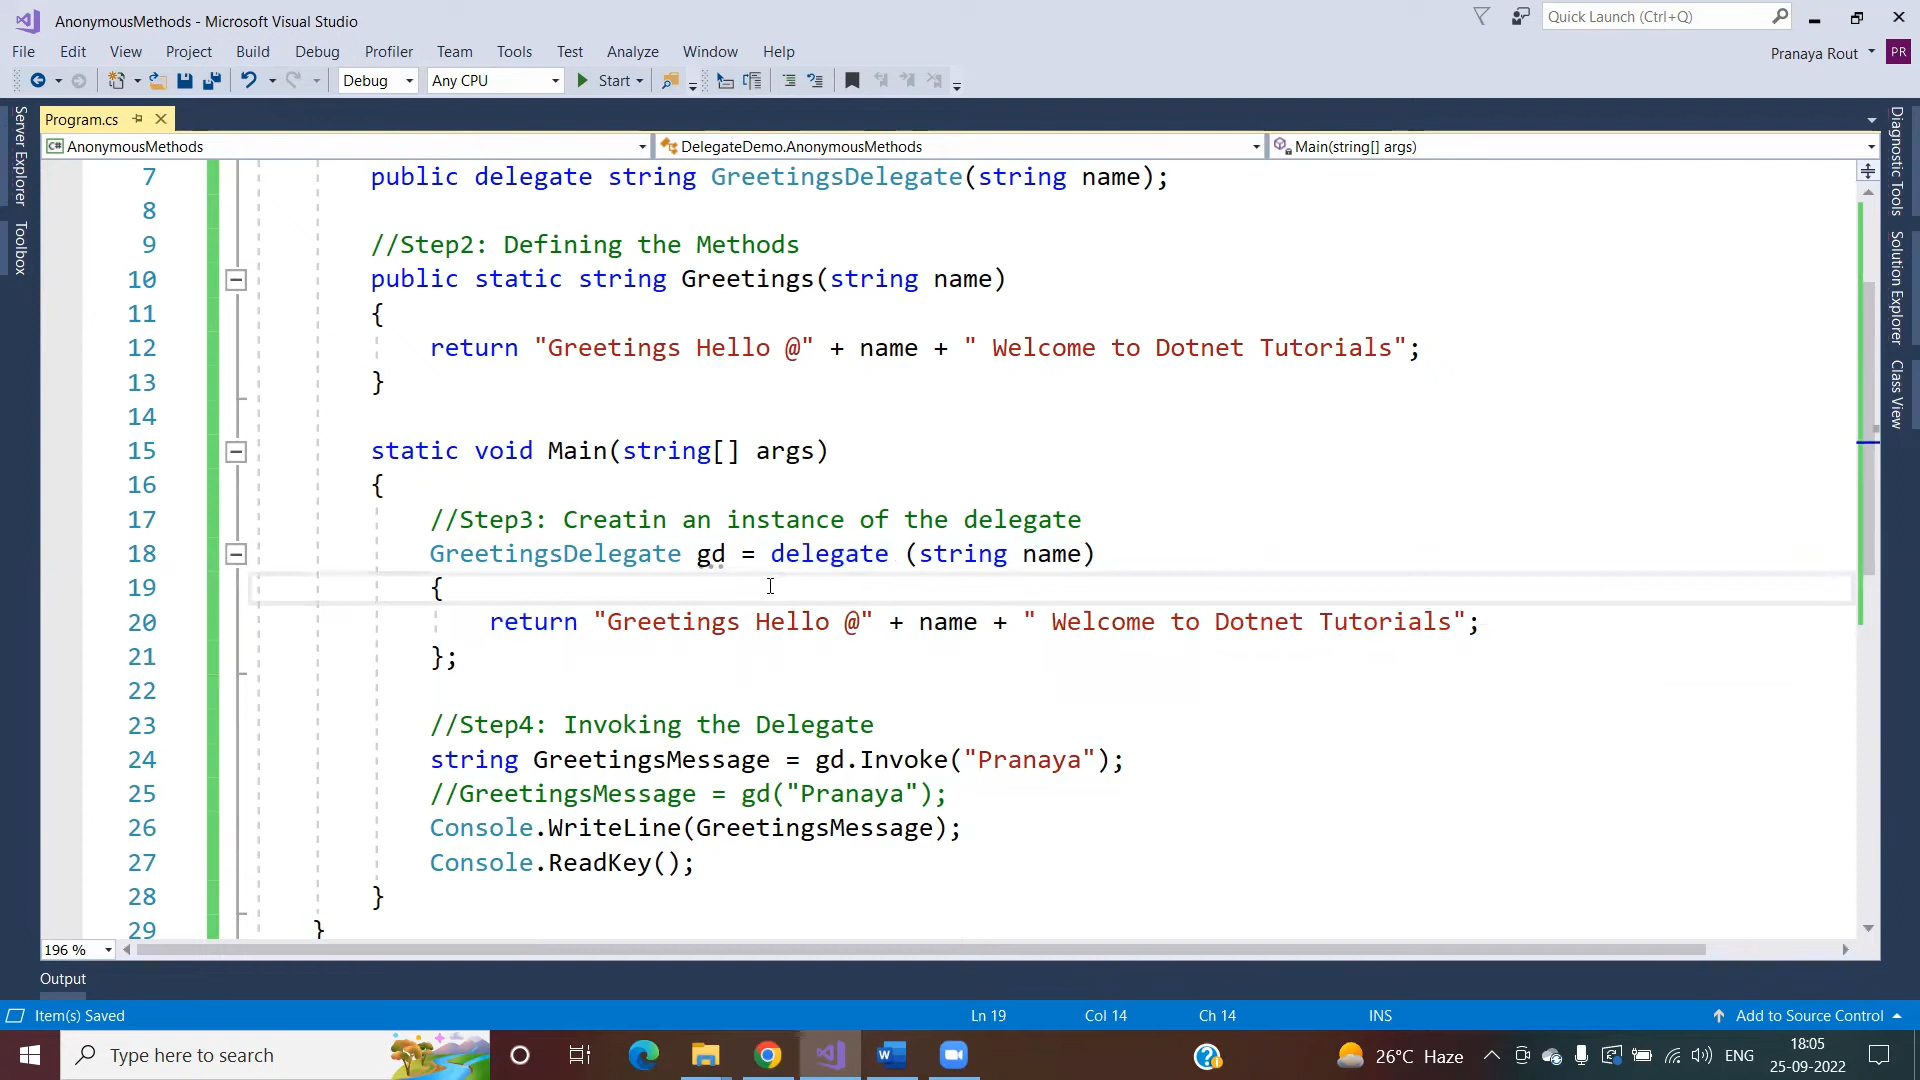 AnonymousMethods - Microsoft Visual Studio
Quick Launch (Ctrl+Q)
File Edit View Project Build Debug Profiler Team Tools Test Analyze Window Help
Pranaya Rout PR
Debug Any CPU Start
Server Explorer
Toolbox
Program.cs
AnonymousMethods DelegateDemo.AnonymousMethods Main(string[] args)
7 public delegate string GreetingsDelegate(string name);
8
9 //Step2: Defining the Methods
10 public static string Greetings(string name)
11 {
12 return "Greetings Hello @" + name + " Welcome to Dotnet Tutorials";
13 }
14
15 static void Main(string[] args)
16 {
17 //Step3: Creatin an instance of the delegate
18 GreetingsDelegate gd = delegate (string name)
19 {
20 return "Greetings Hello @" + name + " Welcome to Dotnet Tutorials";
21 };
22
23 //Step4: Invoking the Delegate
24 string GreetingsMessage = gd.Invoke("Pranaya");
25 //GreetingsMessage = gd("Pranaya");
26 Console.WriteLine(GreetingsMessage);
27 Console.ReadKey();
28 }
29 }
196 %
Diagnostic Tools
Solution Explorer
Class View
Output
Item(s) Saved Ln 19 Col 14 Ch 14 INS Add to Source Control
Type here to search
26°C Haze ENG
18:05
25-09-2022